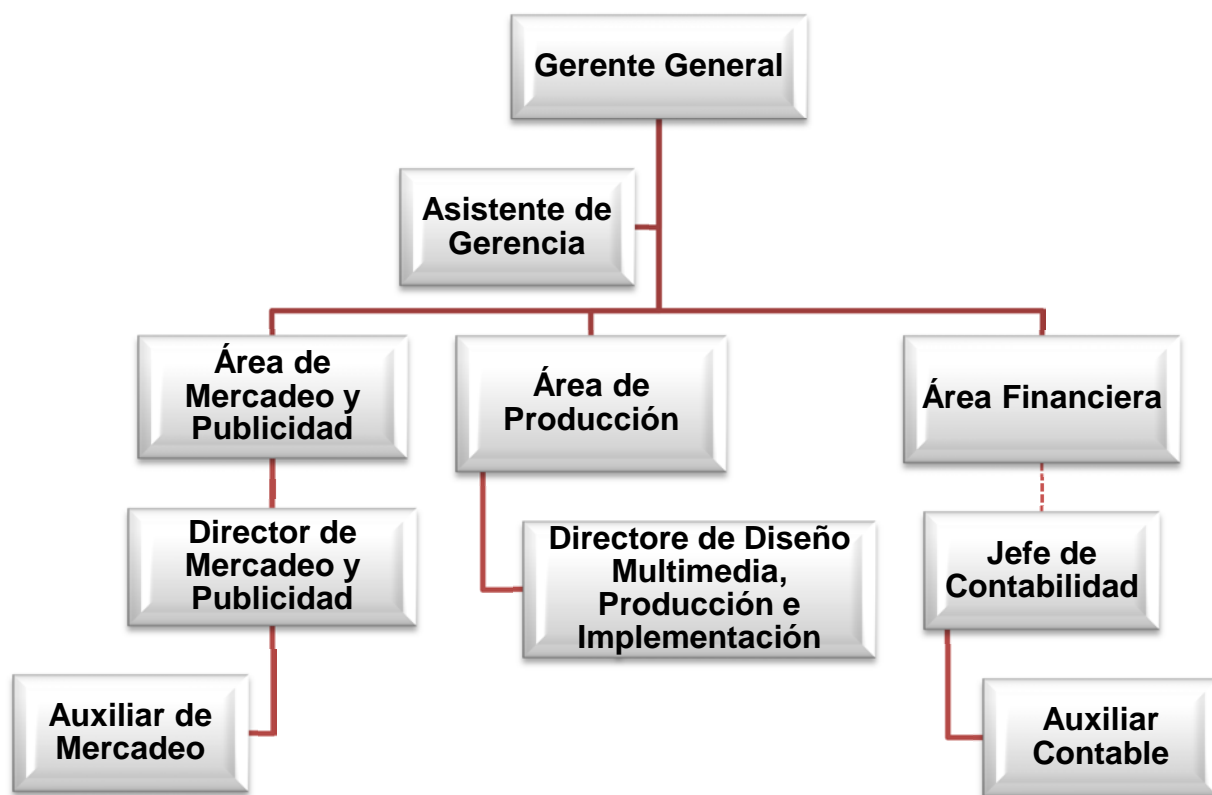 Gerente General
Asistente de
Gerencia
Área de
Mercadeo y
Publicidad
Área de
Producción
Área Financiera
Director de
Mercadeo y
Publicidad
Directore de Diseño
Multimedia,
Producción e
Implementación
Jefe de
Contabilidad
Auxiliar de
Mercadeo
Auxiliar
Contable